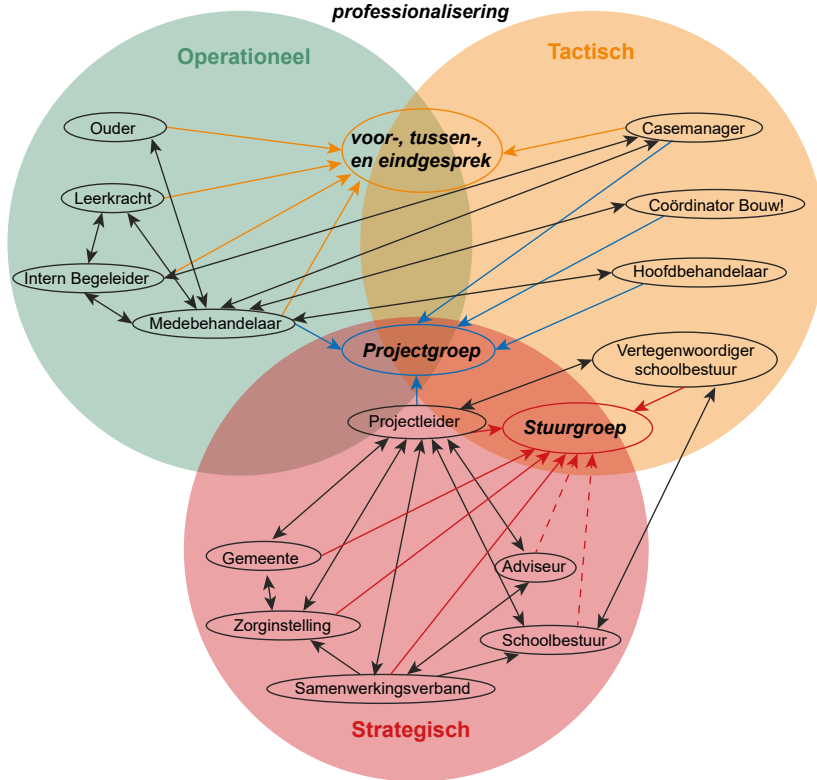 professionalisering
Operationeel
Tactisch
Ouder
voor-, tussen-,
en eindgesprek
Casemanager
Leerkracht
Coördinator Bouw!
Intern Begeleider
Hoofdbehandelaar
Medebehandelaar
Projectgroep
Vertegenwoordiger
schoolbestuur
Projectleider
Stuurgroep
Gemeente
Adviseur
Zorginstelling
Schoolbestuur
Samenwerkingsverband
Strategisch